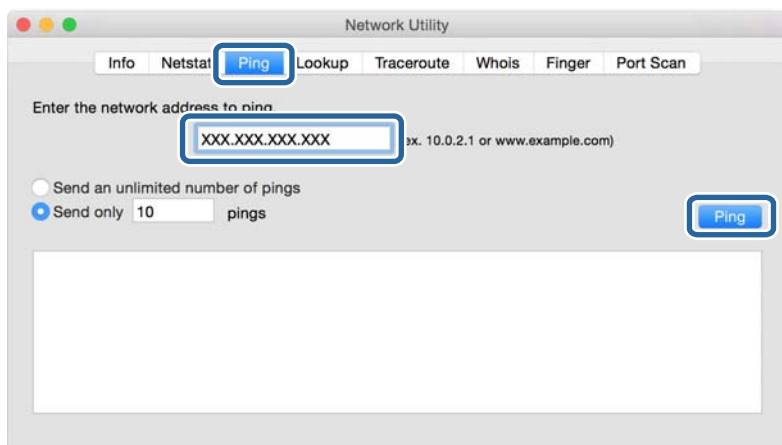 Network Utility
Info Netstat Ping Lookup Traceroute Whois Finger Port Scan
Enter the network address to ping.
XXX.XXX.XXX.XXX ex. 10.0.2.1 or www.example.com)
Send an unlimited number of pings
Send only 10 pings
Ping